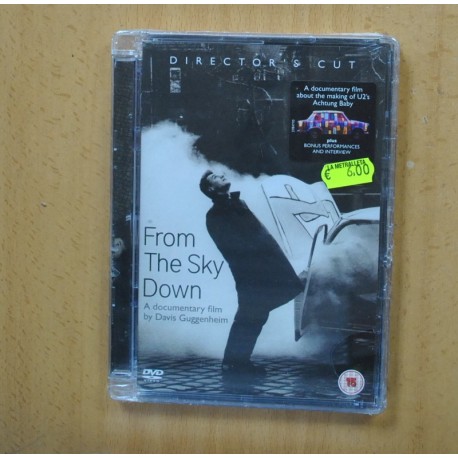 DIRECTOR'S CUT
A documentary film
about the making of U2's
Achtung Baby
plus
BONUS PERFORMANCES
AND INTERVIEW
LA METRALLETA
€ 6,00
From
The Sky
Down
A documentary film
by Davis Guggenheim
DVD
VIDEO
15